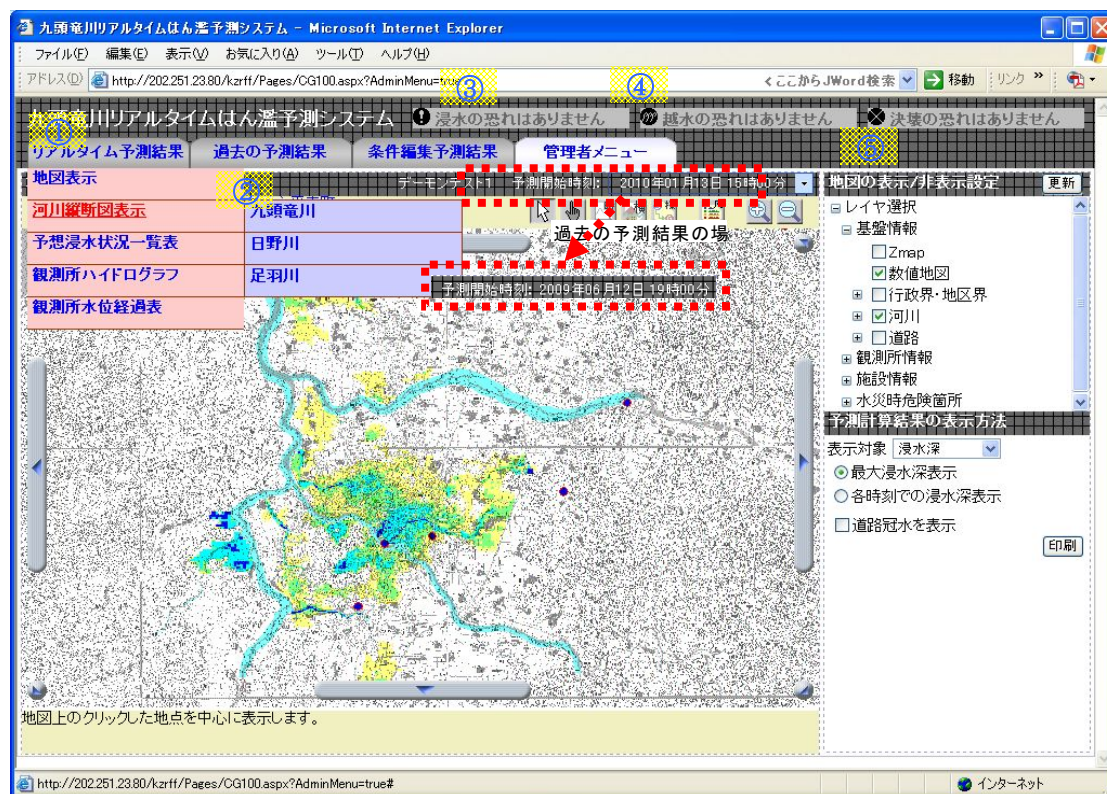 九頭竜川リアルタイムはん濫予測システム - Microsoft Internet Explorer
ファイル(F) 編集(E) 表示(V) お気に入り(A) ツール(T) ヘルプ(H)
アドレス(D) http://202.251.23.80/kzrff/Pages/CG100.aspx?AdminMenu=true ここからJWord検索 移動 リンク »
③ ④
九頭竜川リアルタイムはん濫予測システム 浸水の恐れはありません 越水の恐れはありません 決壊の恐れはありません
① ⑤
リアルタイム予測結果 過去の予測結果 条件編集予測結果 管理者メニュー
地図表示 ② デーモンテスト1 予測開始時刻: 2010年01月13日 15時00分 地図の表示/非表示設定 更新
河川縦断図表示 九頭竜川
予想浸水状況一覧表 日野川
観測所ハイドログラフ 足羽川
観測所水位経過表
過去の予測結果の場
予測開始時刻: 2009年06月12日 19時00分
レイヤ選択
基盤情報
Zmap
数値地図
行政界・地区界
河川
道路
観測所情報
施設情報
水災時危険箇所
予測計算結果の表示方法
表示対象 浸水深
最大浸水深表示
各時刻での浸水深表示
道路冠水を表示
印刷
地図上のクリックした地点を中心に表示します。
http://202.251.23.80/kzrff/Pages/CG100.aspx?AdminMenu=true# インターネット